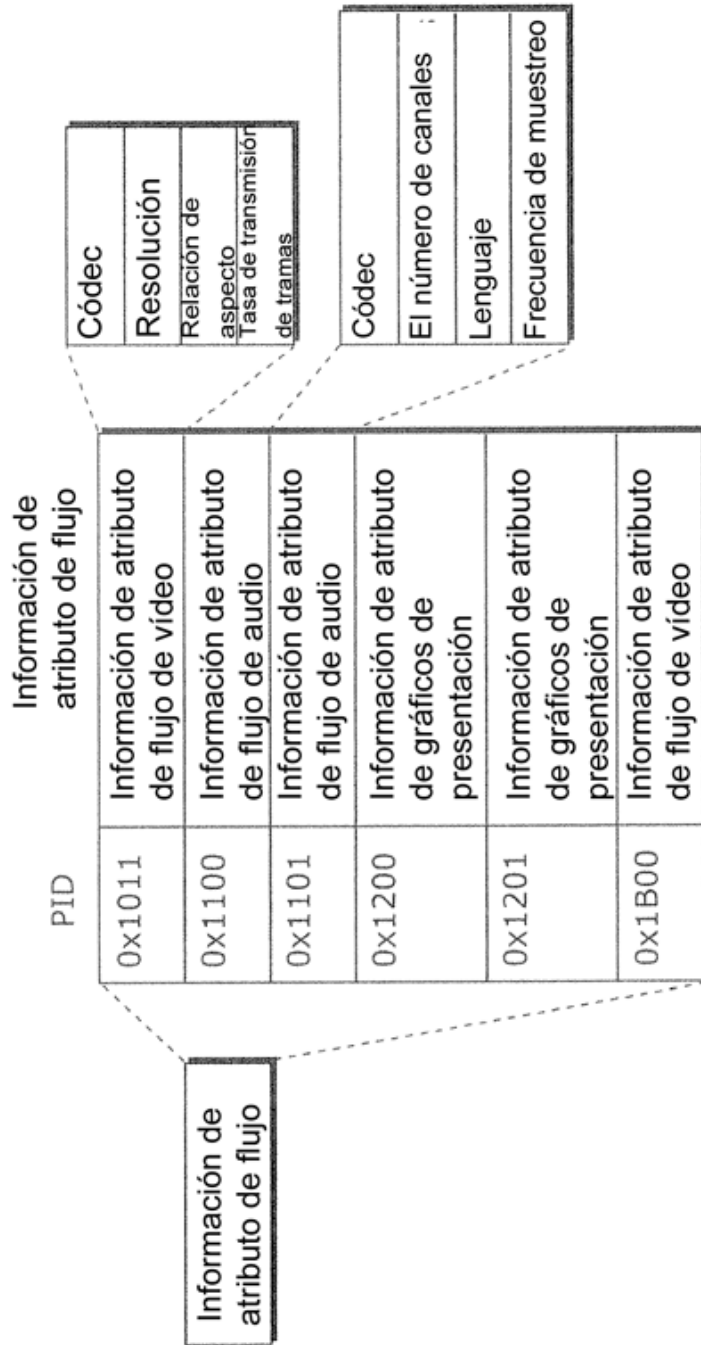 Información de
atributo de flujo
PID
Información de
atributo de flujo
0x1011
Información de atributo
de flujo de vídeo
0x1100
Información de atributo
de flujo de audio
0x1101
Información de atributo
de flujo de audio
0x1200
Información de atributo
de gráficos de
presentación
0x1201
Información de atributo
de gráficos de
presentación
0x1B00
Información de atributo
de flujo de vídeo
Códec
Resolución
Relación de
aspecto
Tasa de transmisión
de tramas
Códec
El número de canales
Lenguaje
Frecuencia de muestreo